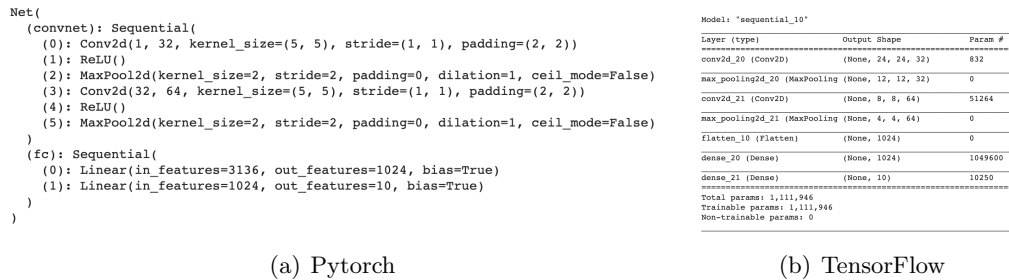 Net(
  (convnet): Sequential(
    (0): Conv2d(1, 32, kernel_size=(5, 5), stride=(1, 1), padding=(2, 2))
    (1): ReLU()
    (2): MaxPool2d(kernel_size=2, stride=2, padding=0, dilation=1, ceil_mode=False)
    (3): Conv2d(32, 64, kernel_size=(5, 5), stride=(1, 1), padding=(2, 2))
    (4): ReLU()
    (5): MaxPool2d(kernel_size=2, stride=2, padding=0, dilation=1, ceil_mode=False)
  )
  (fc): Sequential(
    (0): Linear(in_features=3136, out_features=1024, bias=True)
    (1): Linear(in_features=1024, out_features=10, bias=True)
  )
)
(a) Pytorch
Model: "sequential_10"
Layer (type) Output Shape Param #
conv2d_20 (Conv2D) (None, 24, 24, 32) 832
max_pooling2d_20 (MaxPooling (None, 12, 12, 32) 0
conv2d_21 (Conv2D) (None, 8, 8, 64) 51264
max_pooling2d_21 (MaxPooling (None, 4, 4, 64) 0
flatten_10 (Flatten) (None, 1024) 0
dense_20 (Dense) (None, 1024) 1049600
dense_21 (Dense) (None, 10) 10250
Total params: 1,111,946
Trainable params: 1,111,946
Non-trainable params: 0
(b) TensorFlow